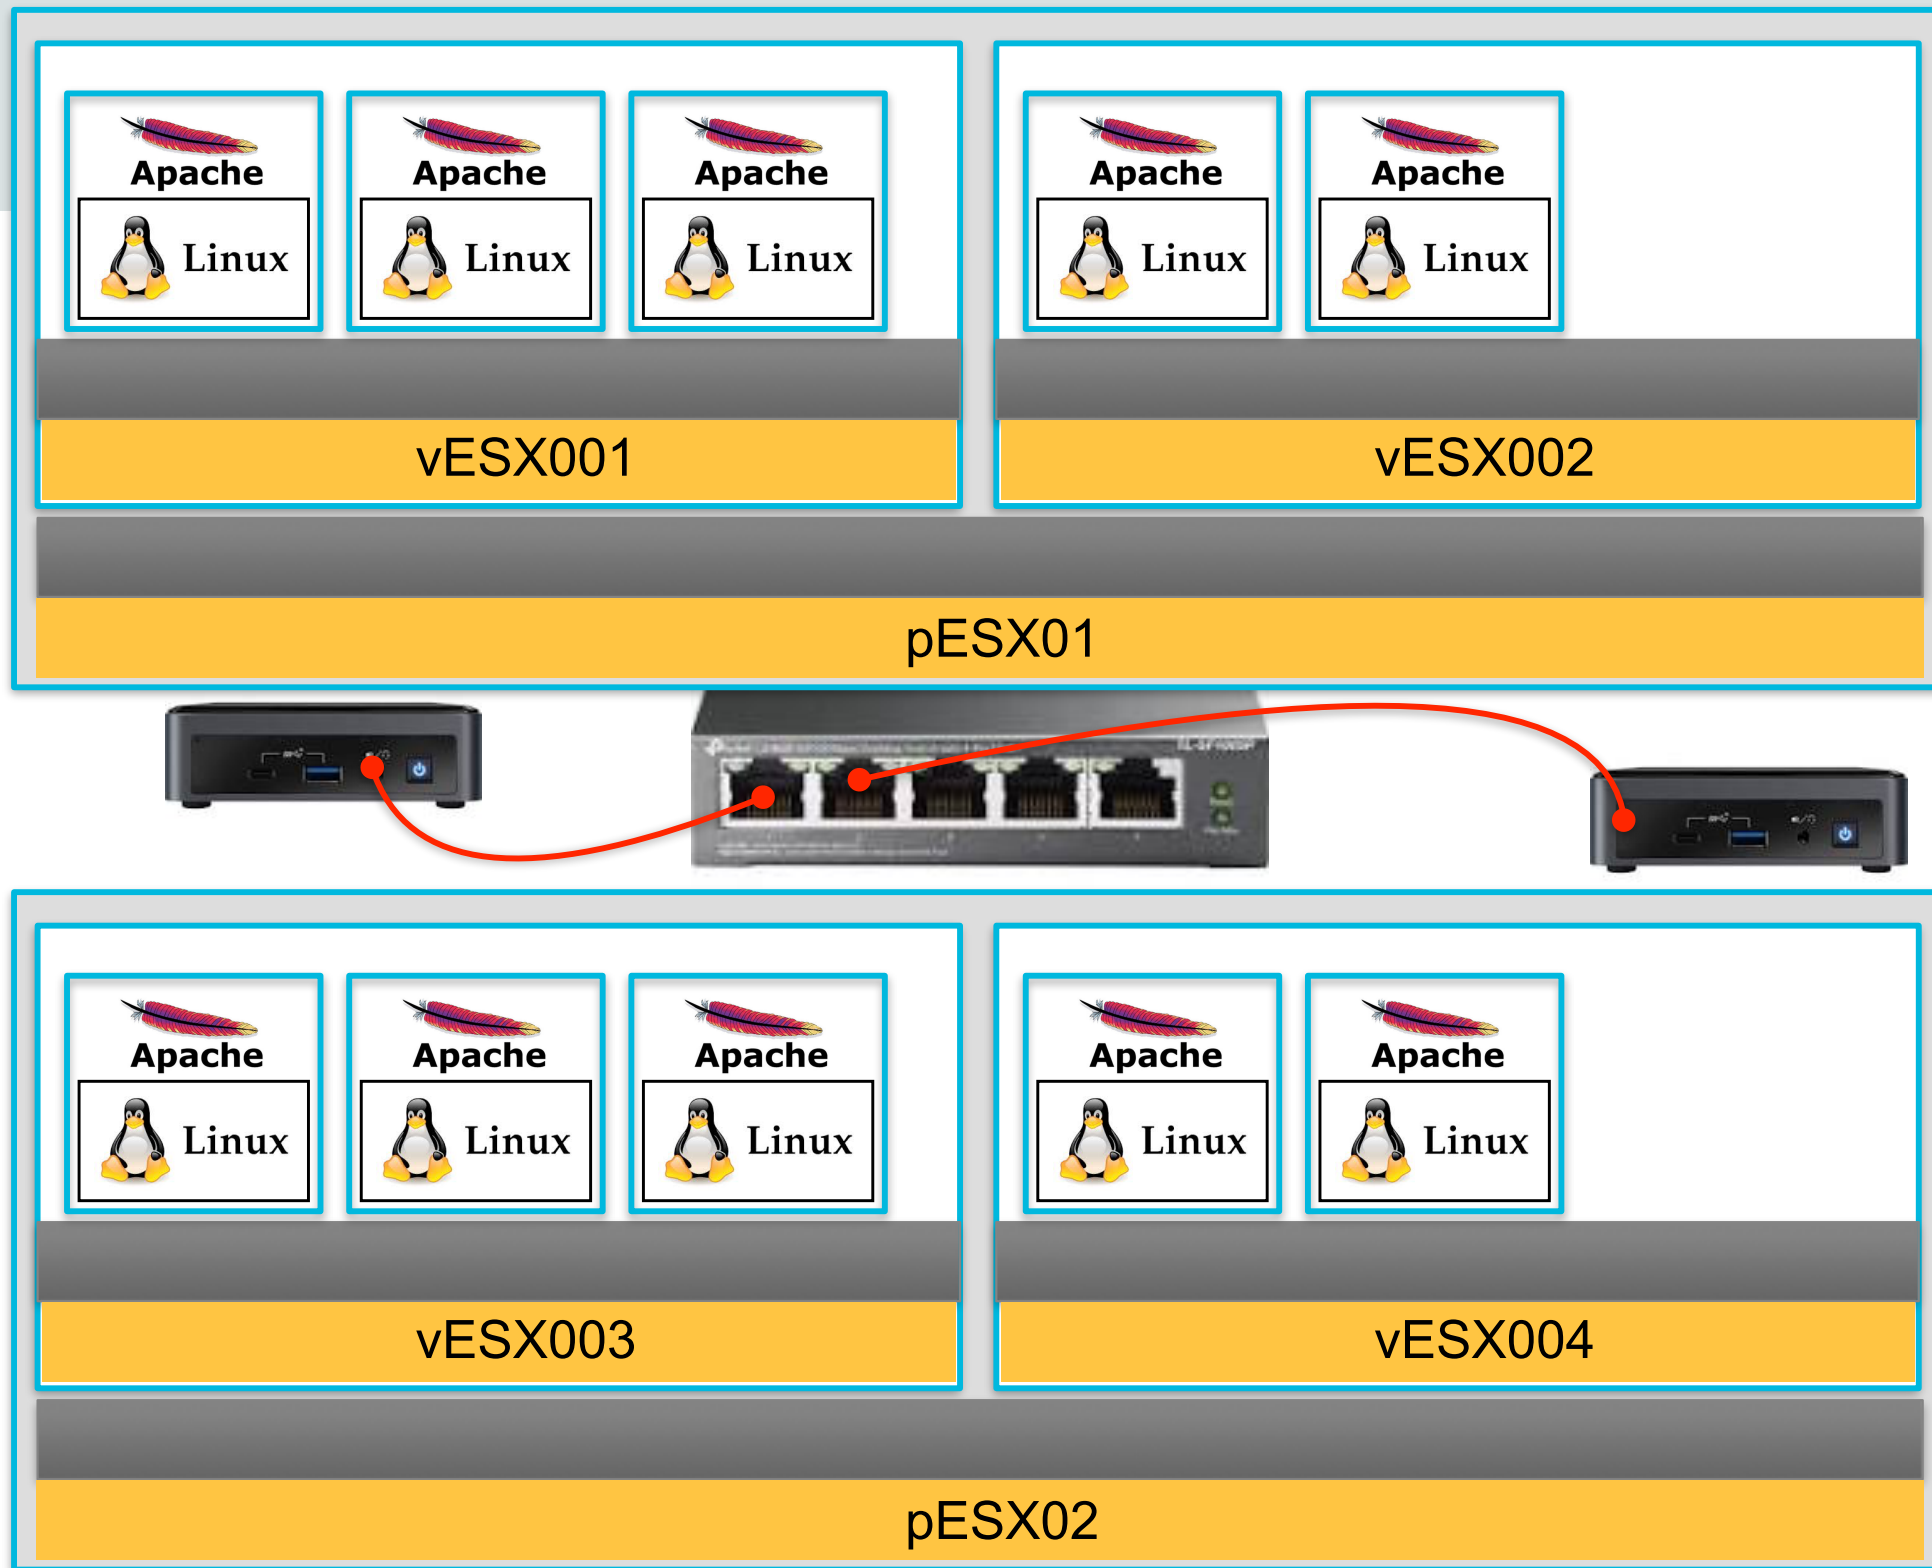 Apache Apache Apache Apache Apache
Linux Linux Linux Linux Linux
vESX001 vESX002
pESX01
Apache Apache Apache Apache Apache
Linux Linux Linux Linux Linux
vESX003 vESX004
pESX02